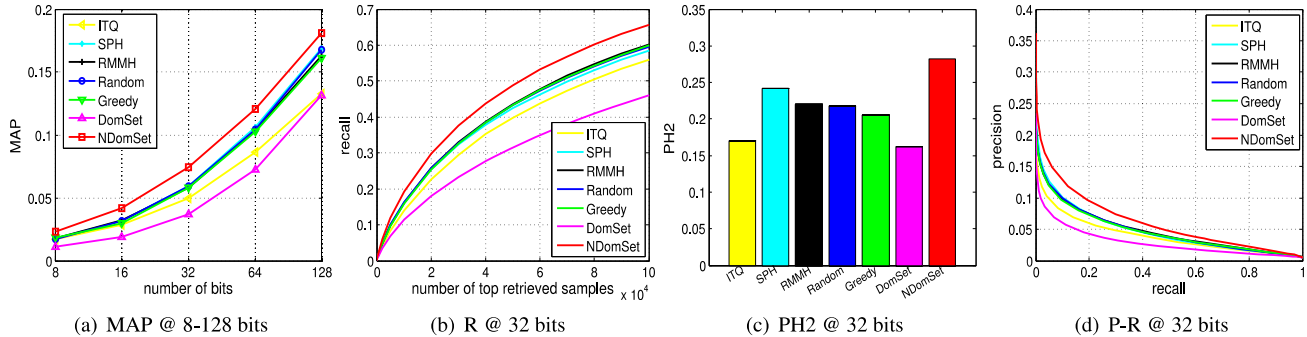 ITQ
SPH
RMMH
Random
Greedy
DomSet
NDomSet
MAP
0.2
0.15
0.1
0.05
0
8
16
32
64
128
number of bits
(a) MAP @ 8-128 bits
recall
0.7
0.6
0.5
0.4
0.3
0.2
0.1
0
0
2
4
6
8
10
x 10^4
number of top retrieved samples
ITQ
SPH
RMMH
Random
Greedy
DomSet
NDomSet
(b) R @ 32 bits
PH2
0.35
0.3
0.25
0.2
0.15
0.1
0.05
0
ITQ
SPH
RMMH
Random
Greedy
DomSet
NDomSet
(c) PH2 @ 32 bits
precision
0.4
0.35
0.3
0.25
0.2
0.15
0.1
0.05
0
0
0.2
0.4
0.6
0.8
1
recall
ITQ
SPH
RMMH
Random
Greedy
DomSet
NDomSet
(d) P-R @ 32 bits